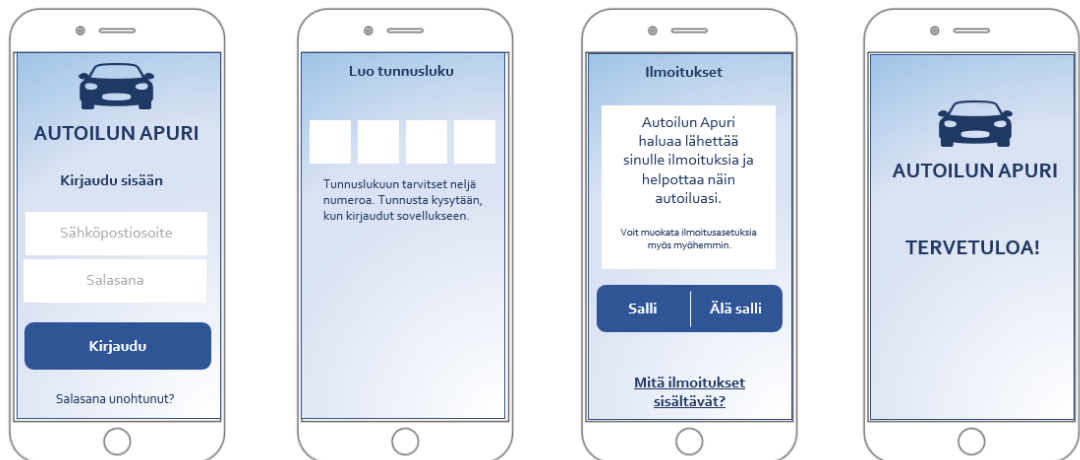 AUTOILUN APURI
Kirjaudu sisään
Sähköpostiosoite
Salasana
Kirjaudu
Salasana unohtunut?
Luo tunnusluku
Tunnuslukuun tarvitset neljä
numeroa. Tunnusta kysytään,
kun kirjaudut sovellukseen.
Ilmoitukset
Autoilun Apuri
haluaa lähettää
sinulle ilmoituksia ja
helpottaa näin
autoiluasi.
Voit muokata ilmoitusasetuksia
myös myöhemmin.
Salli Älä salli
Mitä ilmoitukset
sisältävät?
AUTOILUN APURI
TERVETULOA!